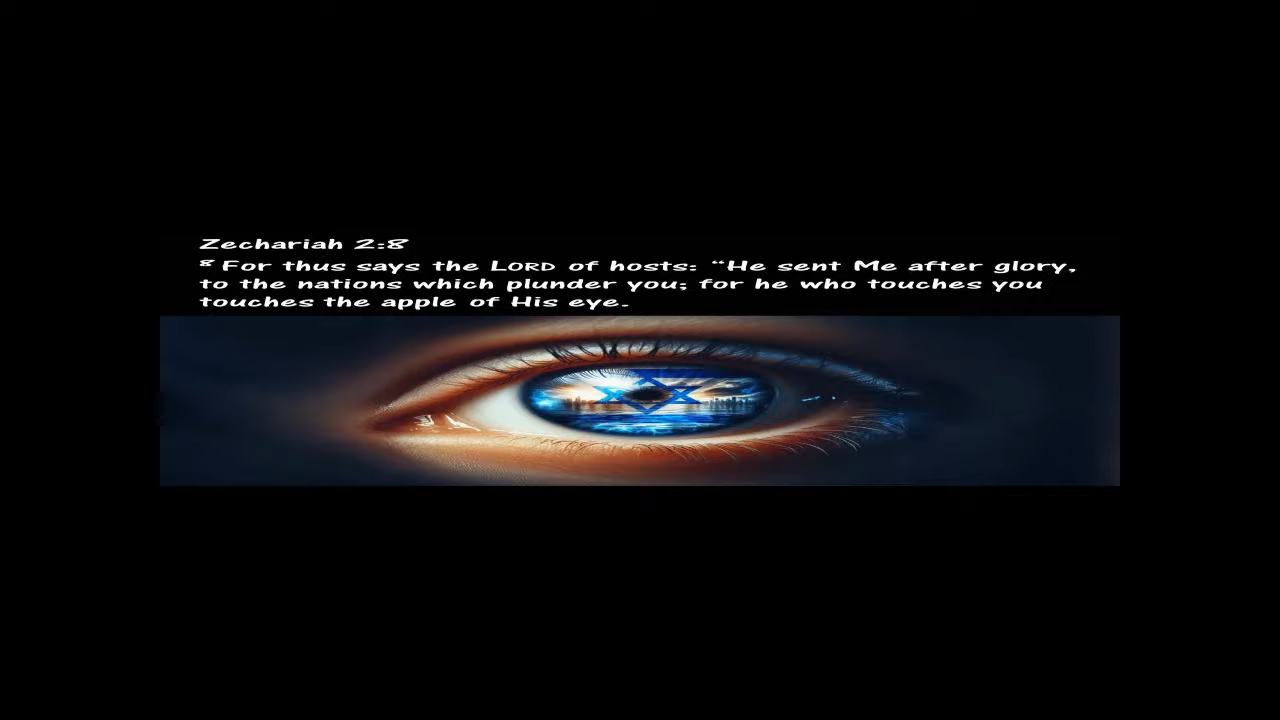 Zechariah 2:8
8 For thus says the LORD of hosts: “He sent Me after glory,
to the nations which plunder you; for he who touches you
touches the apple of His eye.